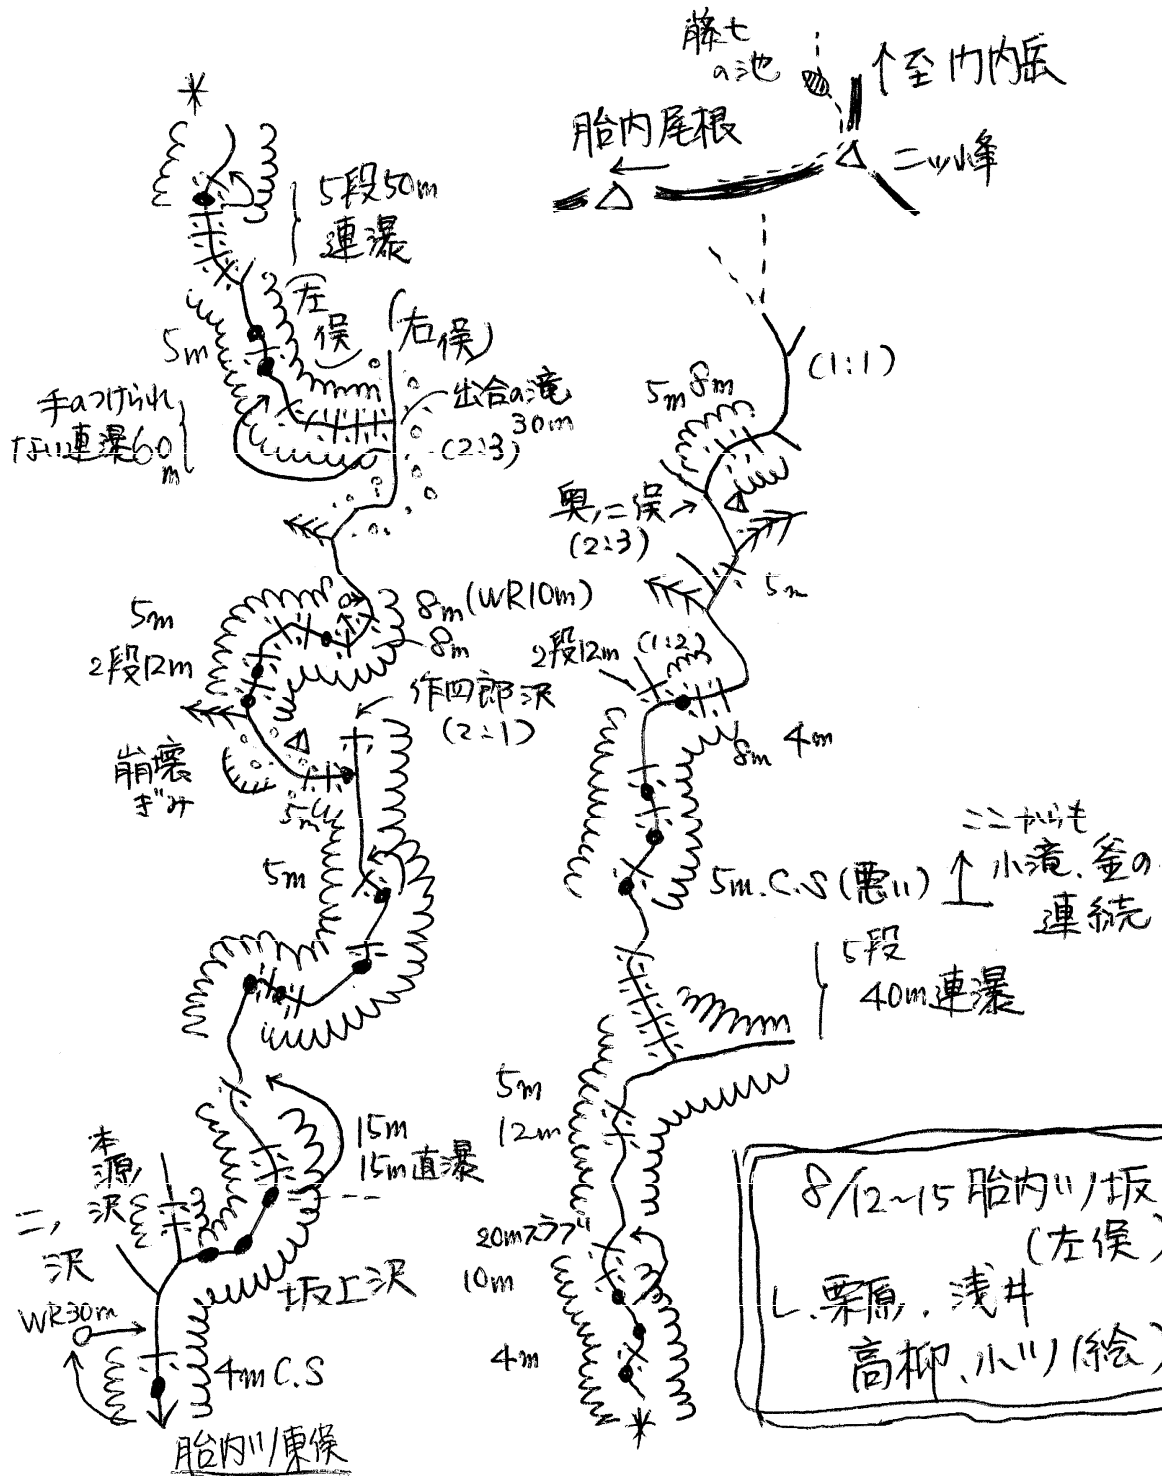 藤七
の池
↑至門内岳
胎内尾根
←
二ッ峰
5段50m
連瀑
(左俣)
(右俣)
5m
手のつけられ
ない連瀑60m
出合の滝
30m
(2:3)
8m(WR10m)
8m
5m
2段12m
作四郎沢
(2:1)
崩壊
ぎみ
5m
5m
15m
15m直瀑
本源沢
二ノ沢
WR30m
坂上沢
4m C.S
胎内川東俣
(1:1)
5m 8m
奥ノ二俣→
(2:3)
5m
2段12m
(1:2)
8m 4m
5m.C.S(悪い)
ここからも
小滝、釜の
連続
5段
40m連瀑
5m
12m
20mスラブ
10m
4m
8/12~15 胎内川坂
(左俣)
L.栗原.浅井
高柳.小川(絵)